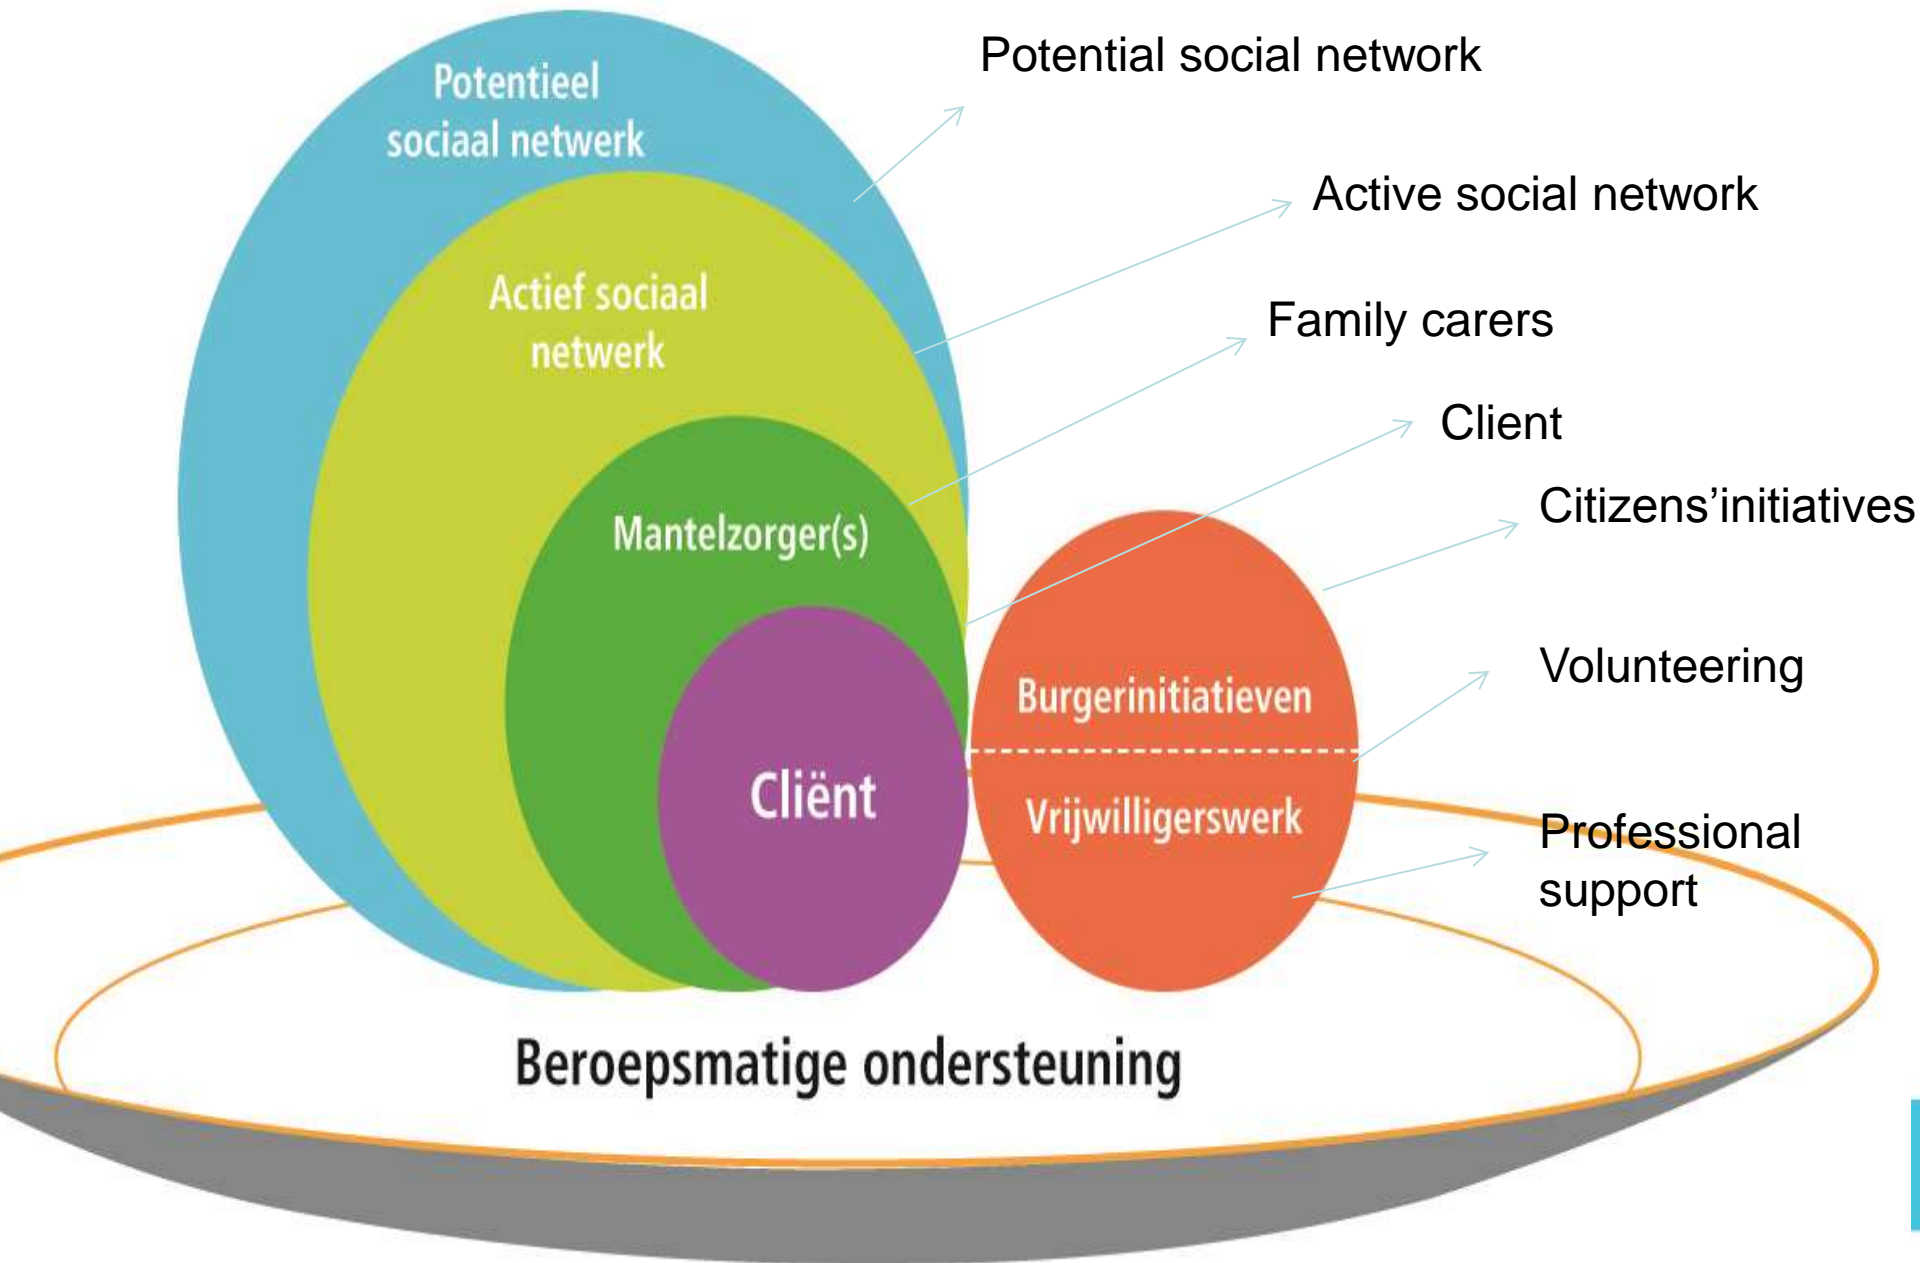 Potentieel
sociaal netwerk
Actief sociaal
netwerk
Mantelzorger(s)
Cliënt
Burgerinitiatieven
Vrijwilligerswerk
Beroepsmatige ondersteuning
Potential social network
Active social network
Family carers
Client
Citizens’initiatives
Volunteering
Professional
support